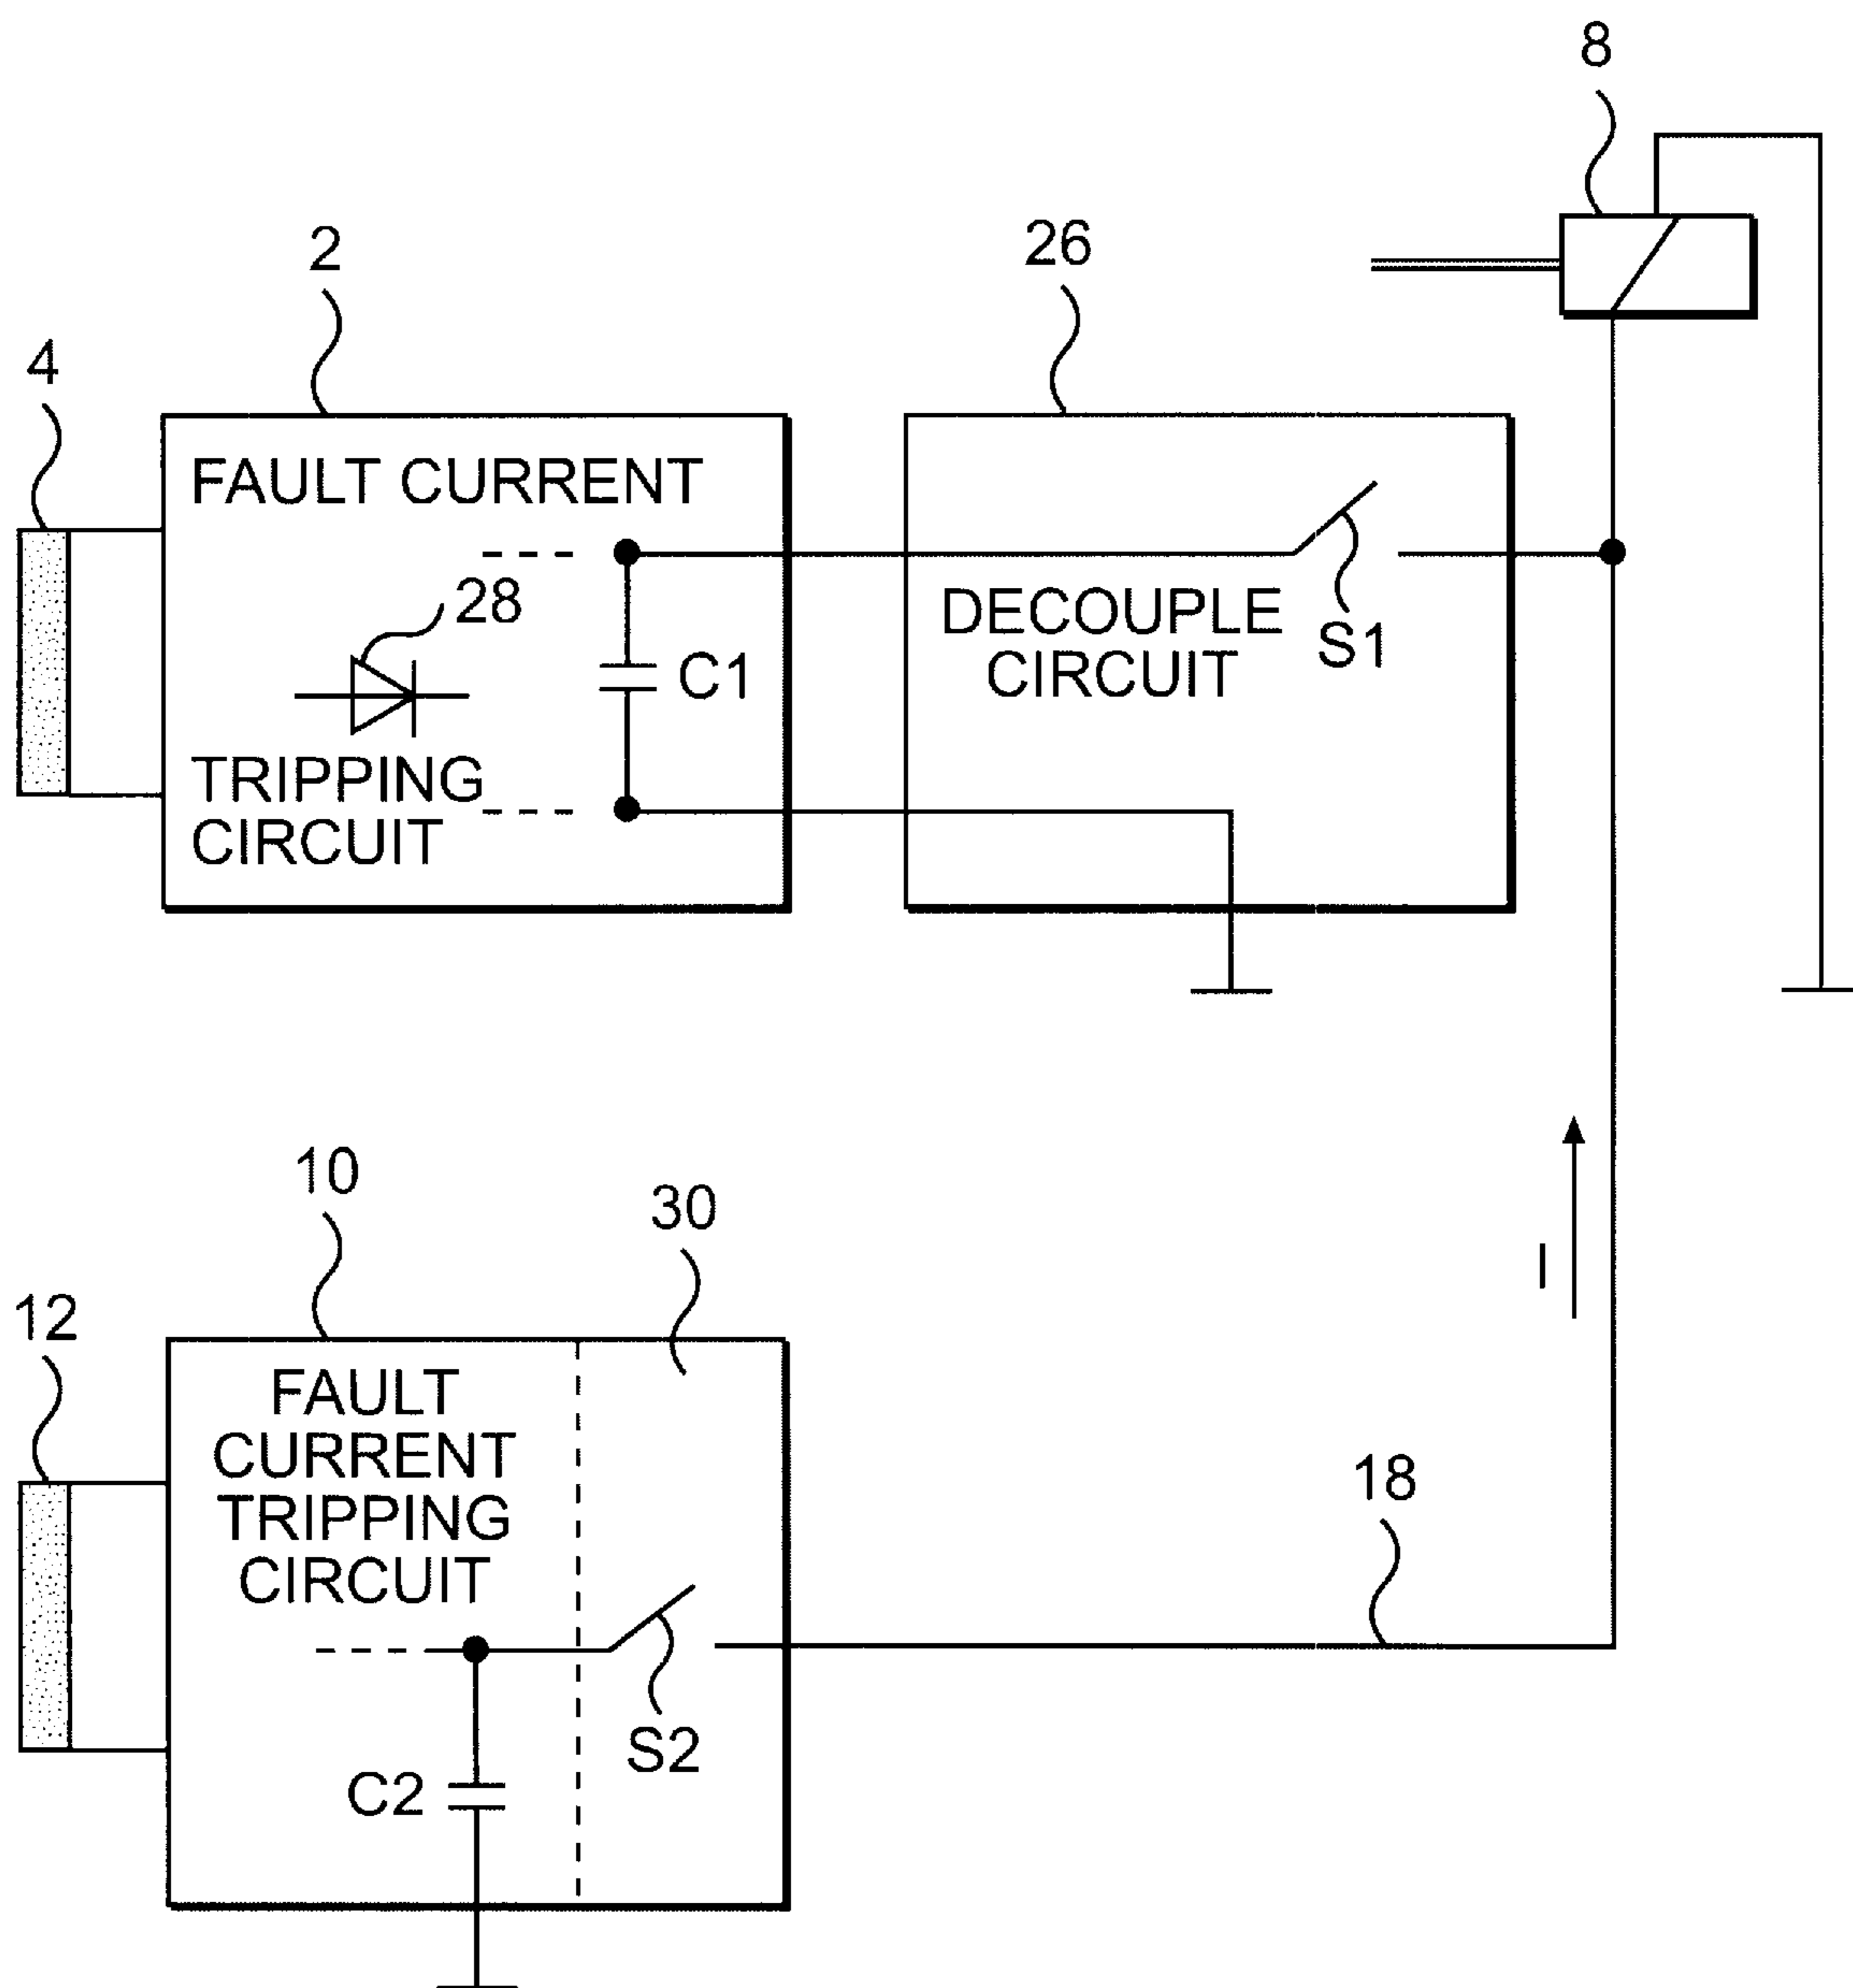 8
2
26
4
FAULT CURRENT
28
DECOUPLE
CIRCUIT
S1
C1
TRIPPING
CIRCUIT
10
30
I
12
FAULT
CURRENT
TRIPPING
CIRCUIT
18
S2
C2